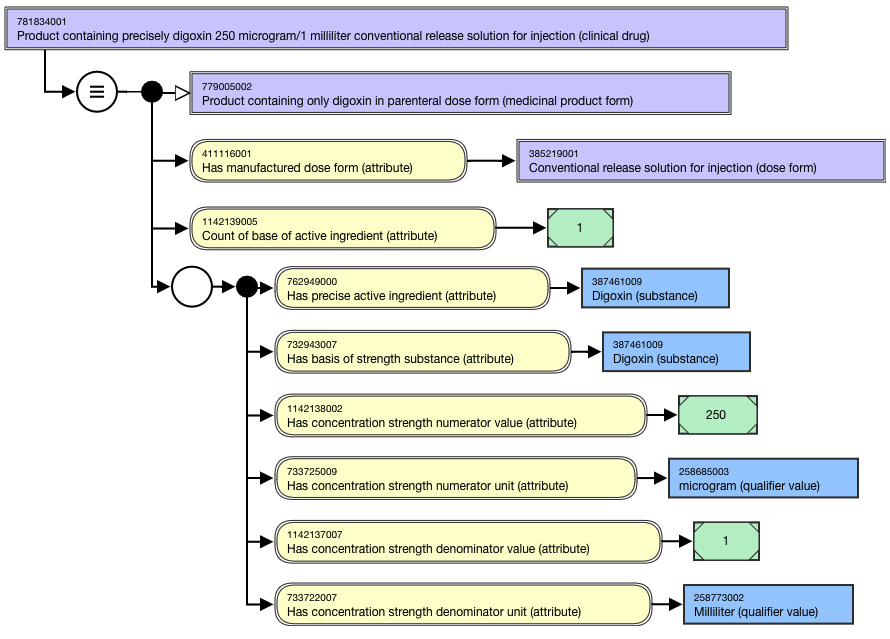 781834001
Product containing precisely digoxin 250 microgram/1 milliliter conventional release solution for injection (clinical drug)
779005002
Product containing only digoxin in parenteral dose form (medicinal product form)
411116001
Has manufactured dose form (attribute)
385219001
Conventional release solution for injection (dose form)
1142139005
Count of base of active ingredient (attribute)
1
762949000
Has precise active ingredient (attribute)
387461009
Digoxin (substance)
732943007
Has basis of strength substance (attribute)
387461009
Digoxin (substance)
1142138002
Has concentration strength numerator value (attribute)
250
733725009
Has concentration strength numerator unit (attribute)
258685003
microgram (qualifier value)
1142137007
Has concentration strength denominator value (attribute)
1
733722007
Has concentration strength denominator unit (attribute)
258773002
Milliliter (qualifier value)